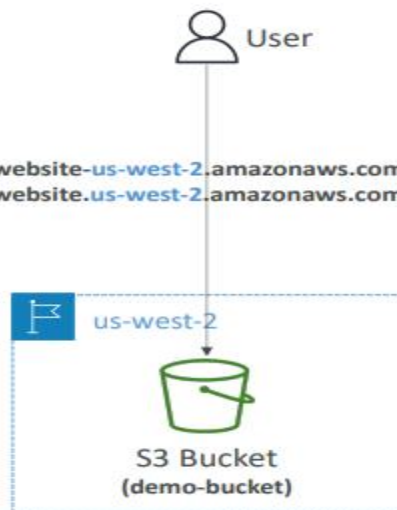 User
website-us-west-2.amazonaws.com
website.us-west-2.amazonaws.com
us-west-2
S3 Bucket
(demo-bucket)